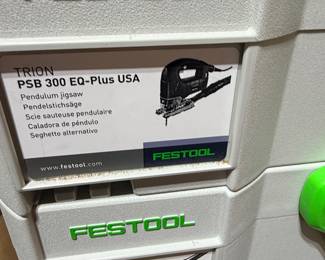 TRION
PSB 300 EQ-Plus USA
Pendulum jigsaw
Pendelstichsäge
Scie sauteuse pendulaire
Caladora de péndulo
Seghetto alternativo
www.festool.com
FESTOOL
FESTOOL